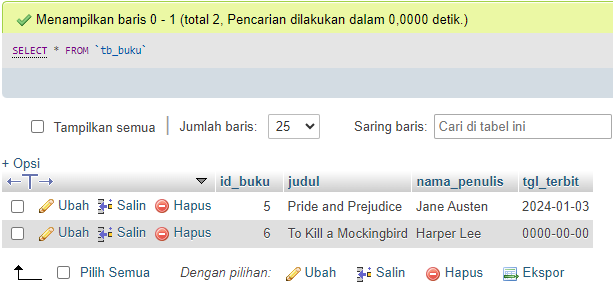 Menampilkan baris 0 - 1 (total 2, Pencarian dilakukan dalam 0,0000 detik.)
SELECT * FROM `tb_buku`
Tampilkan semua | Jumlah baris: 25 Saring baris: Cari di tabel ini
+ Opsi
id_buku judul nama_penulis tgl_terbit
Ubah Salin Hapus 5 Pride and Prejudice Jane Austen 2024-01-03
Ubah Salin Hapus 6 To Kill a Mockingbird Harper Lee 0000-00-00
Pilih Semua Dengan pilihan: Ubah Salin Hapus Ekspor